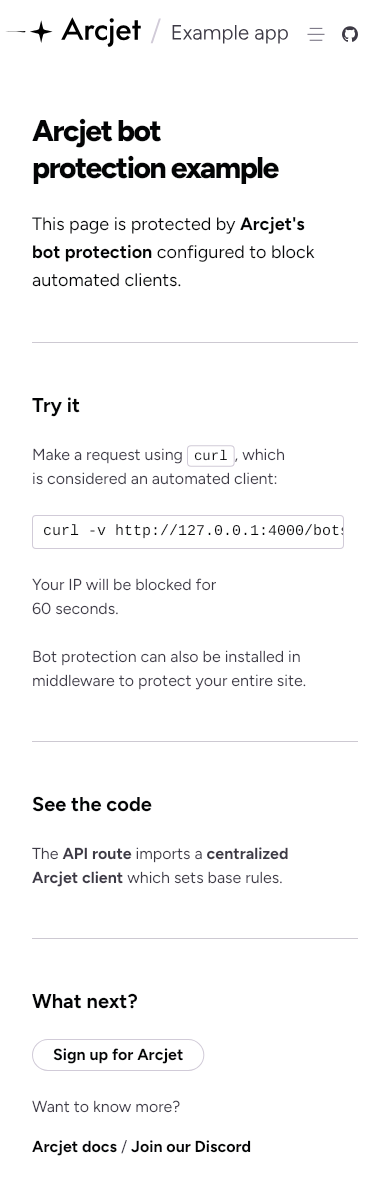 Arcjet / Example app
Arcjet bot
protection example
This page is protected by Arcjet's
bot protection configured to block
automated clients.
Try it
Make a request using curl, which
is considered an automated client:
curl -v http://127.0.0.1:4000/bots
Your IP will be blocked for
60 seconds.
Bot protection can also be installed in
middleware to protect your entire site.
See the code
The API route imports a centralized
Arcjet client which sets base rules.
What next?
Sign up for Arcjet
Want to know more?
Arcjet docs / Join our Discord